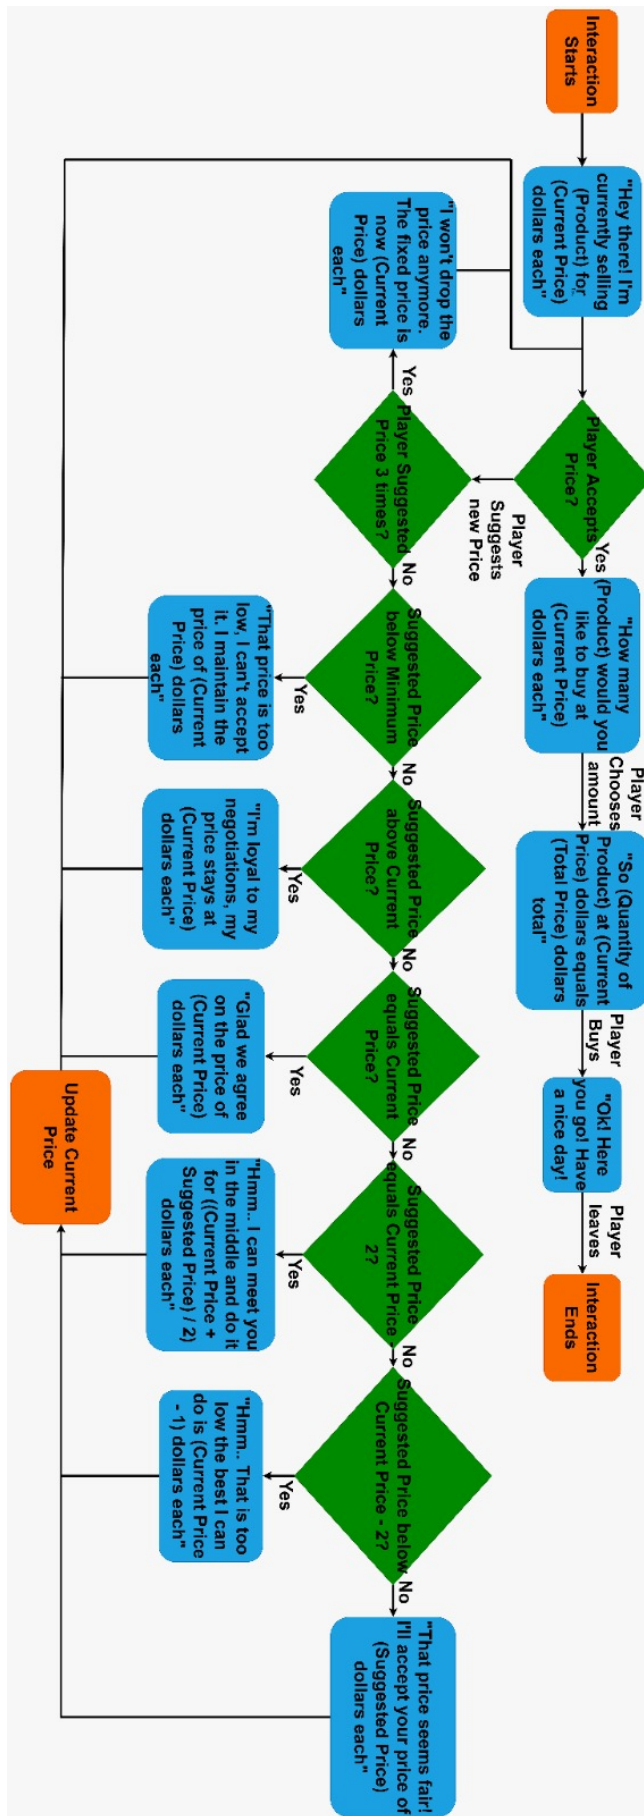 Interaction
Starts
"Hey there! I'm
currently selling
(Product) for
(Current Price)
dollars each"
Player Accepts
Price?
Yes
"How many
(Product) would you
like to buy at
(Current Price)
dollars each"
Player
Chooses
amount
"So (Quantity of
Product) at (Current
Price) dollars equals
(Total Price) dollars
total"
Player
Buys
"Ok! Here
you go! Have
a nice day!
Player
leaves
Interaction
Ends
Player
Suggests
new Price
"I won't drop the
price anymore.
The fixed price is
now (Current
Price) dollars
each"
Yes
Player Suggested
Price 3 times?
No
Suggested Price
below Minimum
Price?
No
Suggested Price
above Current
Price?
No
Suggested Price
equals Current
Price?
No
Suggested Price
equals Current Price -
2?
No
Suggested Price below
Current Price - 2?
No
"That price seems fair!
I'll accept your price of
(Suggested Price)
dollars each"
Yes
"That price is too
low, I can't accept
it. I maintain the
price of (Current
Price) dollars
each"
Yes
"I'm loyal to my
negotiations, my
price stays at
(Current Price)
dollars each"
Yes
"Glad we agree
on the price of
(Current Price)
dollars each"
Yes
"Hmm.. I can meet you
in the middle and do it
for ((Current Price +
Suggested Price) / 2)
dollars each"
Yes
"Hmm.. That is too
low the best I can
do is (Current Price
- 1) dollars each"
Update Current
Price